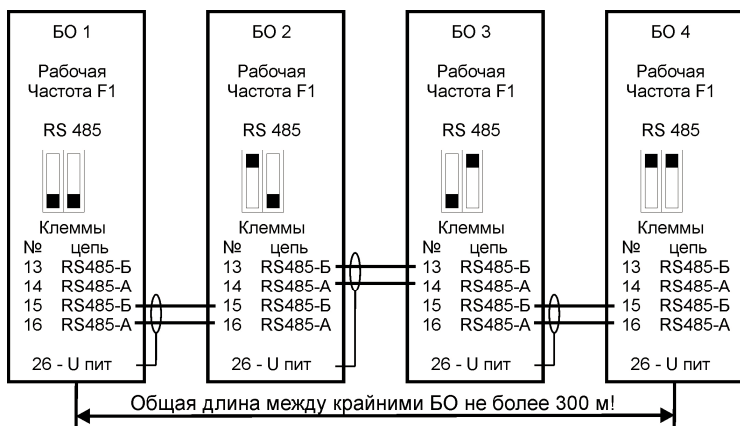 БО 1
Рабочая
Частота F1
RS 485
Клеммы
№ цепь
13 RS485-Б
14 RS485-А
15 RS485-Б
16 RS485-А
26 - U пит
БО 2
Рабочая
Частота F1
RS 485
Клеммы
№ цепь
13 RS485-Б
14 RS485-А
15 RS485-Б
16 RS485-А
26 - U пит
БО 3
Рабочая
Частота F1
RS 485
Клеммы
№ цепь
13 RS485-Б
14 RS485-А
15 RS485-Б
16 RS485-А
26 - U пит
БО 4
Рабочая
Частота F1
RS 485
Клеммы
№ цепь
13 RS485-Б
14 RS485-А
15 RS485-Б
16 RS485-А
26 - U пит
Общая длина между крайними БО не более 300 м!